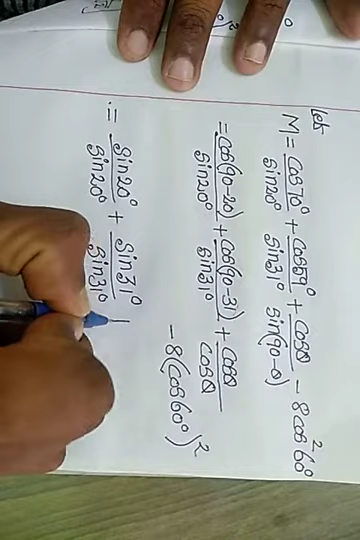 Let
M = cos70°/sin20° + cos59°/sin31° + cosθ/sin(90-θ) - 8cos²60°
= cos(90-20)/sin20° + cos(90-31)/sin31° + cosθ/cosθ
- 8(cos60°)²
= sin20°/sin20° + sin31°/sin31°